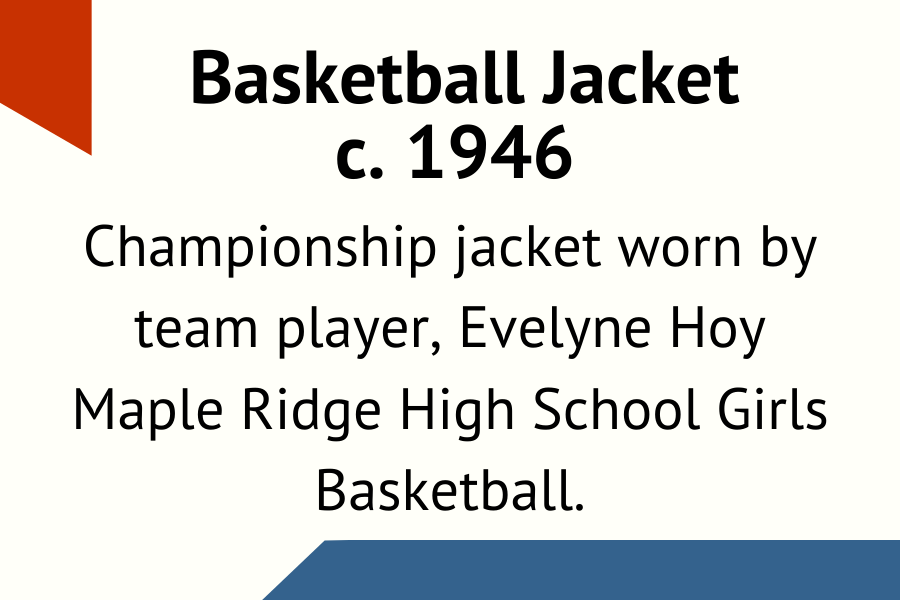 Basketball Jacket
c. 1946
Championship jacket worn by
team player, Evelyne Hoy
Maple Ridge High School Girls
Basketball.